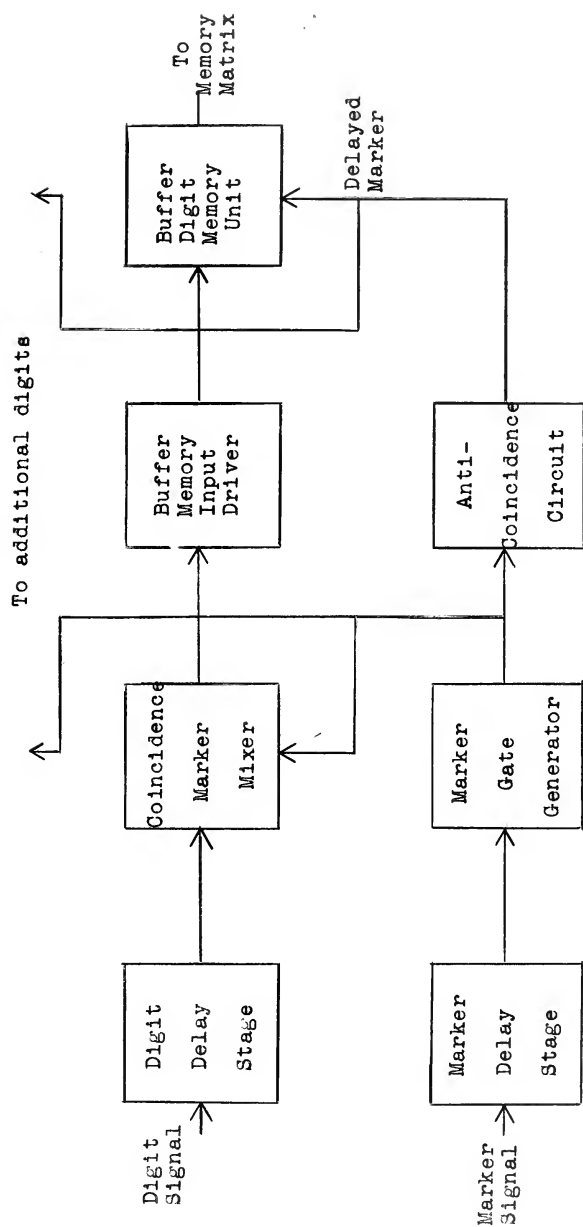 To additional digits
Digit
Signal
Digit
Delay
Stage
Coincidence
Marker
Mixer
Buffer
Memory
Input
Driver
Buffer
Digit
Memory
Unit
To
Memory
Matrix
Delayed
Marker
Marker
Signal
Marker
Delay
Stage
Marker
Gate
Generator
Anti-
Coincidence
Circuit